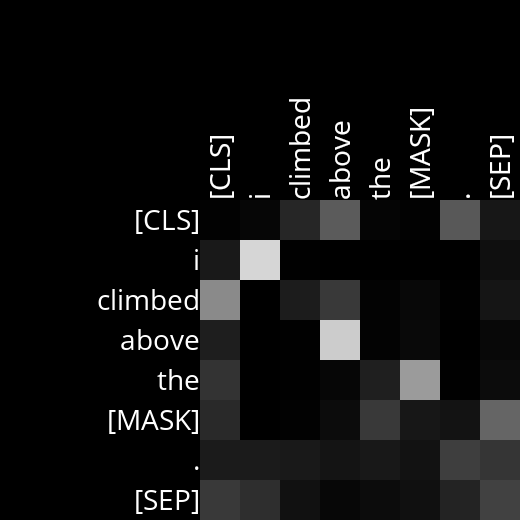 [CLS] i climbed above the [MASK] . [SEP]
[CLS]
i
climbed
above
the
[MASK]
.
[SEP]